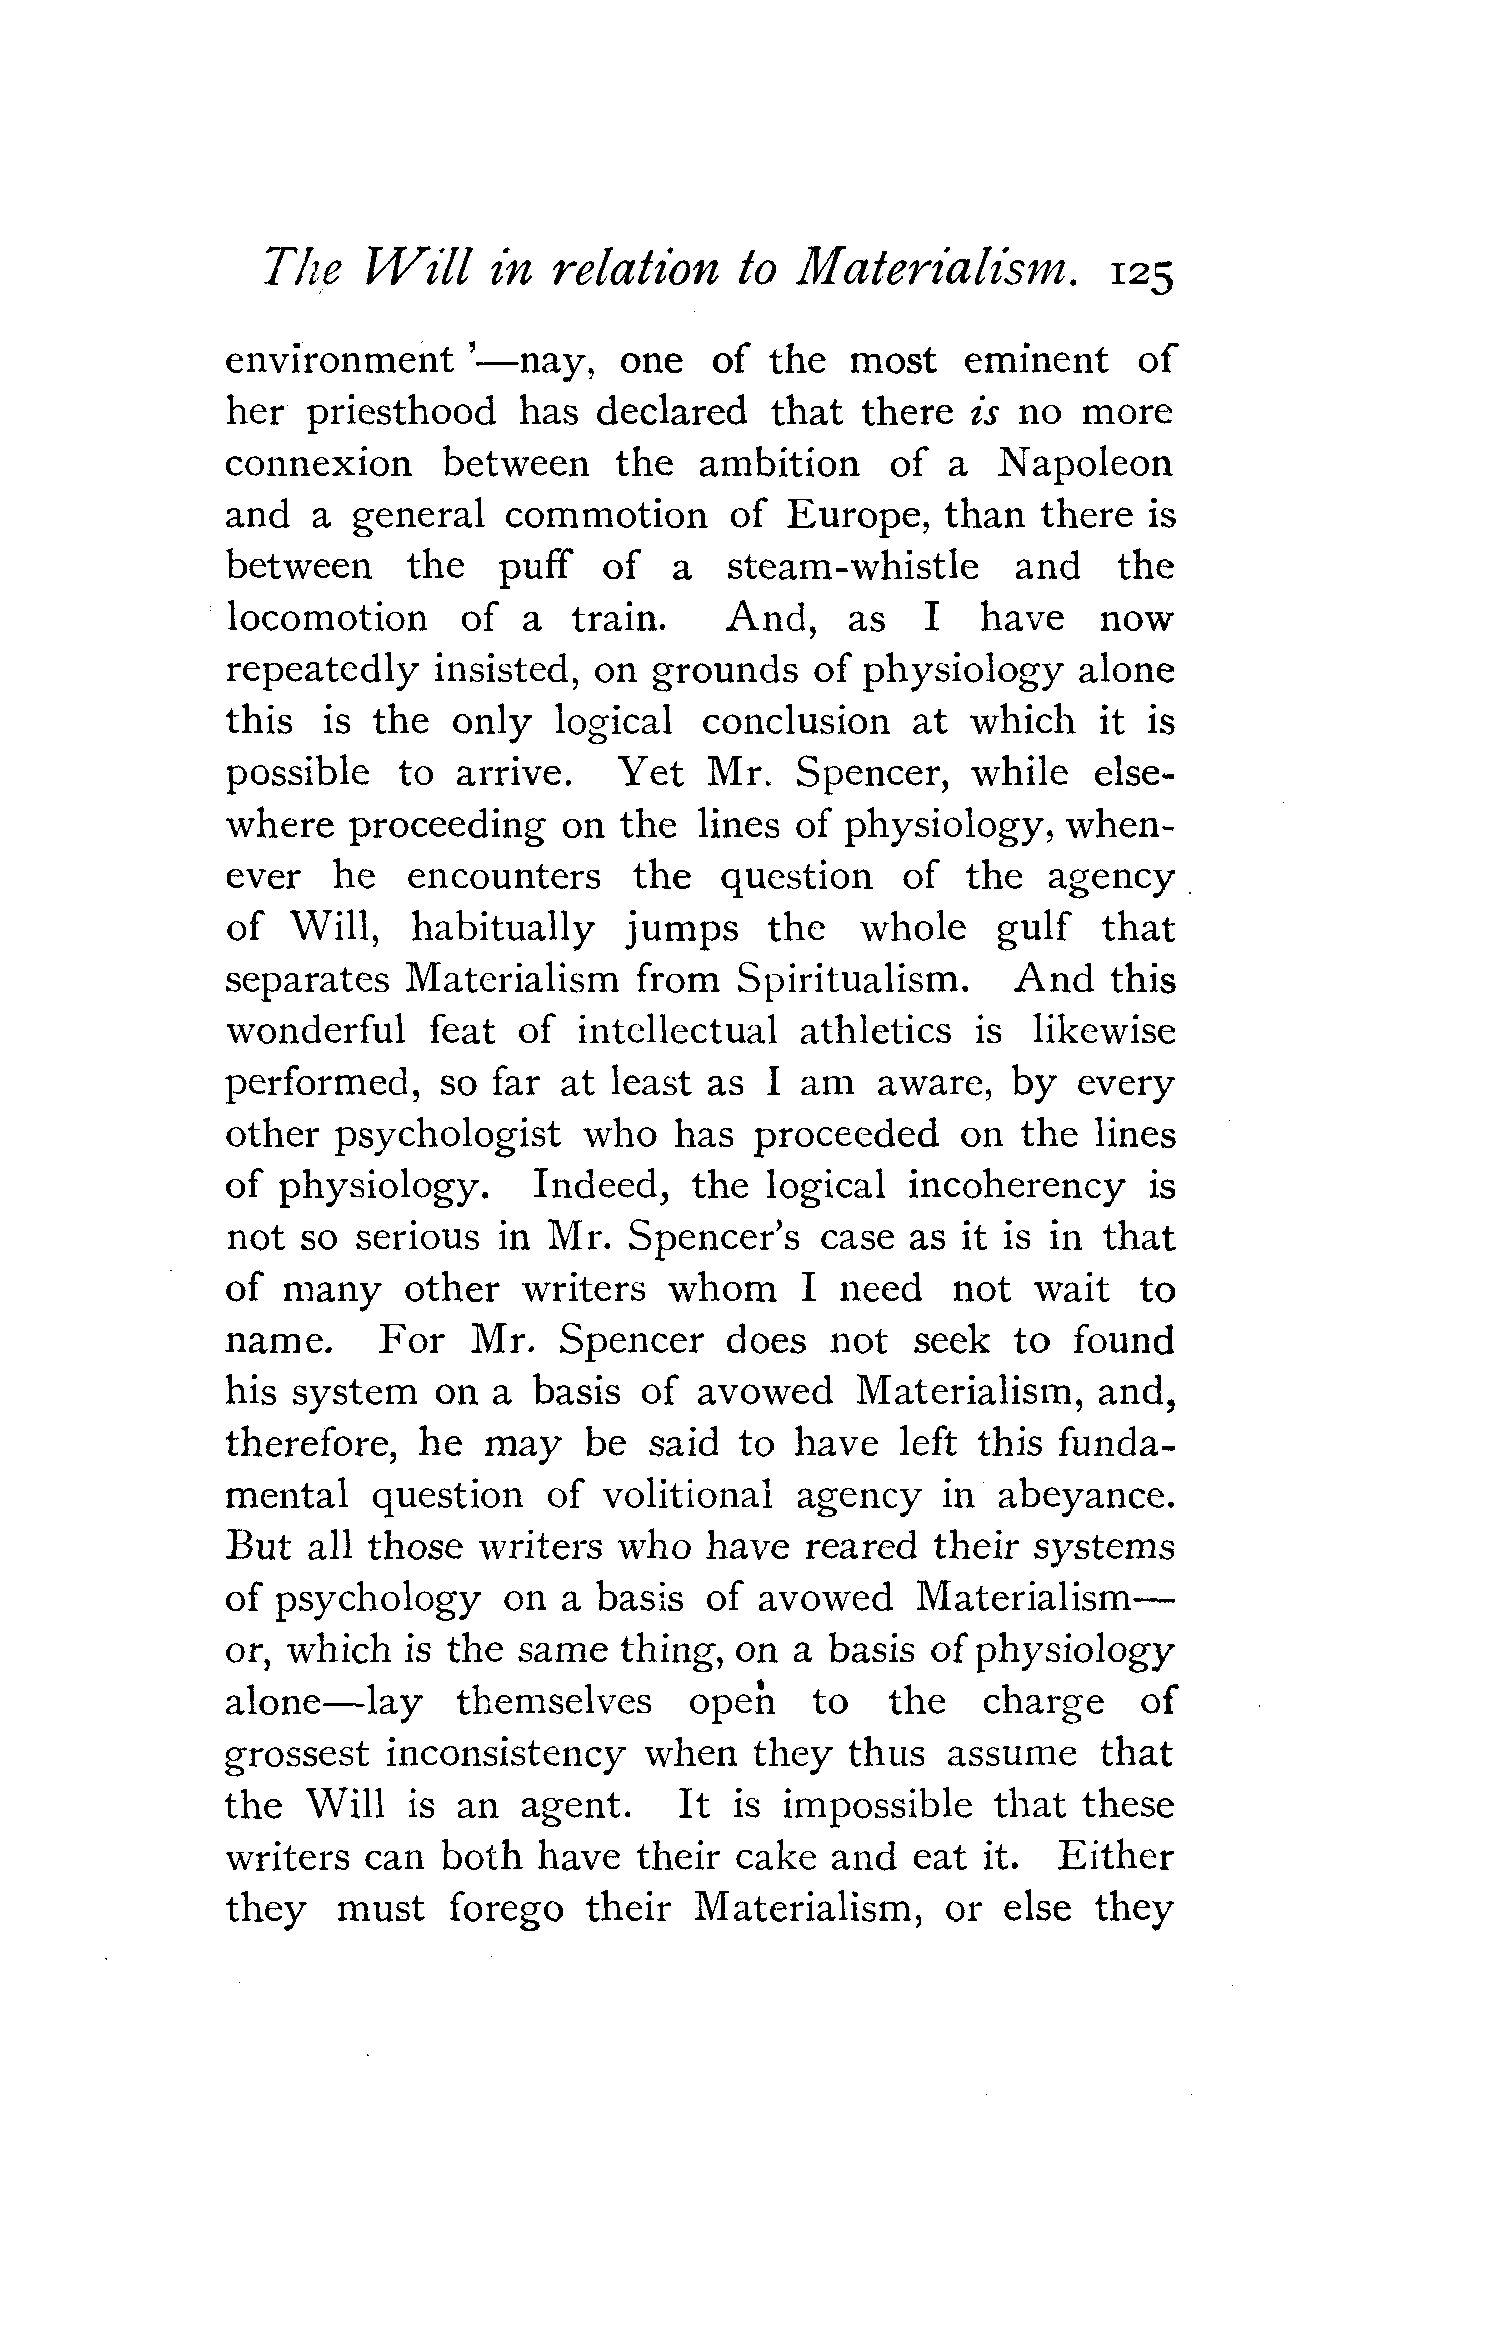 The Will in relation to Materialism. 125
environment '—nay, one of the most eminent of
her priesthood has declared that there is no more
connexion between the ambition of a Napoleon
and a general commotion of Europe, than there is
between the puff of a steam-whistle and the
locomotion of a train. And, as I have now
repeatedly insisted, on grounds of physiology alone
this is the only logical conclusion at which it is
possible to arrive. Yet Mr. Spencer, while else-
where proceeding on the lines of physiology, when-
ever he encounters the question of the agency
of Will, habitually jumps the whole gulf that
separates Materialism from Spiritualism. And this
wonderful feat of intellectual athletics is likewise
performed, so far at least as I am aware, by every
other psychologist who has proceeded on the lines
of physiology. Indeed, the logical incoherency is
not so serious in Mr. Spencer's case as it is in that
of many other writers whom I need not wait to
name. For Mr. Spencer does not seek to found
his system on a basis of avowed Materialism, and,
therefore, he may be said to have left this funda-
mental question of volitional agency in abeyance.
But all those writers who have reared their systems
of psychology on a basis of avowed Materialism—
or, which is the same thing, on a basis of physiology
alone—lay themselves open to the charge of
grossest inconsistency when they thus assume that
the Will is an agent. It is impossible that these
writers can both have their cake and eat it. Either
they must forego their Materialism, or else they